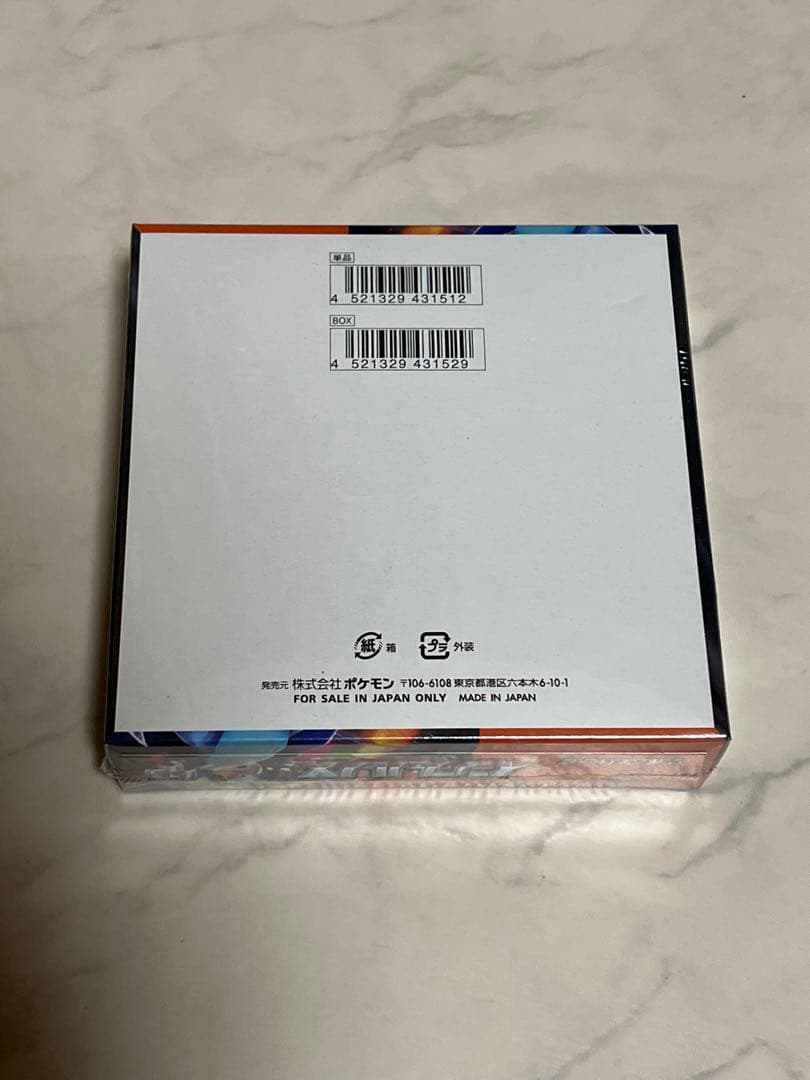 単品
4 521329 431512
BOX
4 521329 431529
紙 箱 プラ 外装
発売元 株式会社ポケモン 〒106-6108 東京都港区六本木6-10-1
FOR SALE IN JAPAN ONLY MADE IN JAPAN